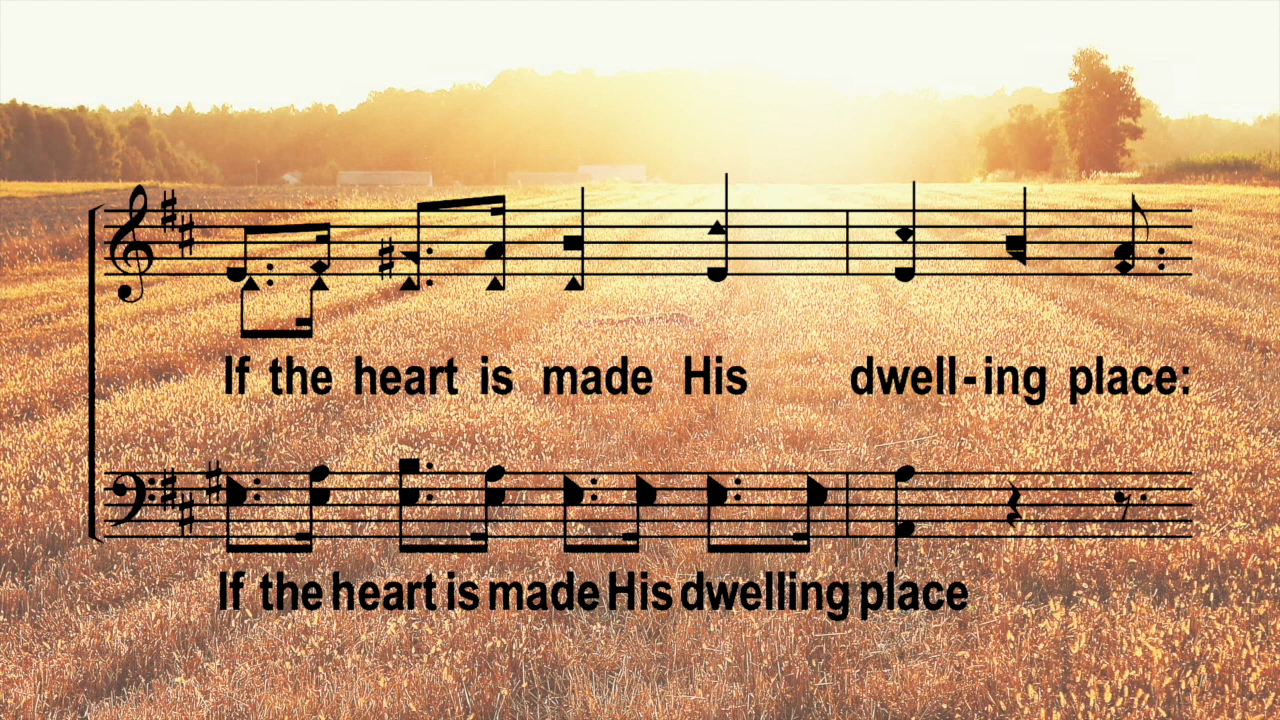 If the heart is made His dwell-ing place:
If the heart is made His dwelling place